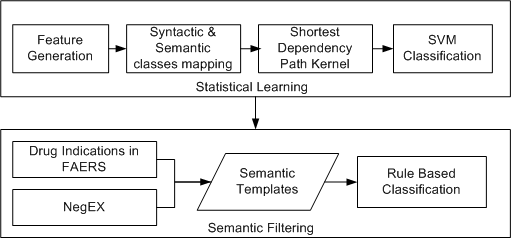 Feature
Generation
Syntactic &
Semantic
classes mapping
Shortest
Dependency
Path Kernel
SVM
Classification
Statistical Learning
Drug Indications in
FAERS
NegEX
Semantic
Templates
Rule Based
Classification
Semantic Filtering